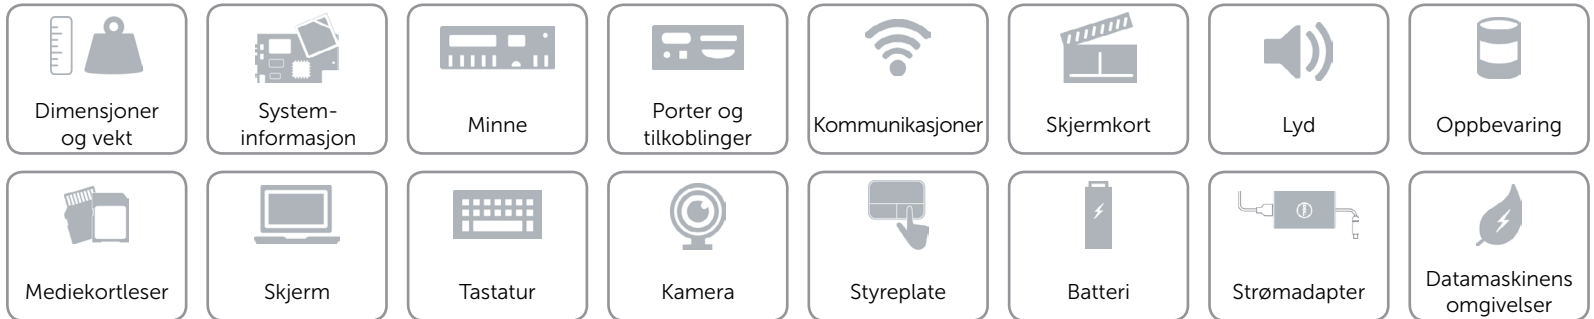 Dimensjoner
og vekt
System-
informasjon
Minne
Porter og
tilkoblinger
Kommunikasjoner
Skjermkort
Lyd
Oppbevaring
Mediekortleser
Skjerm
Tastatur
Kamera
Styreplate
Batteri
Strømadapter
Datamaskinens
omgivelser